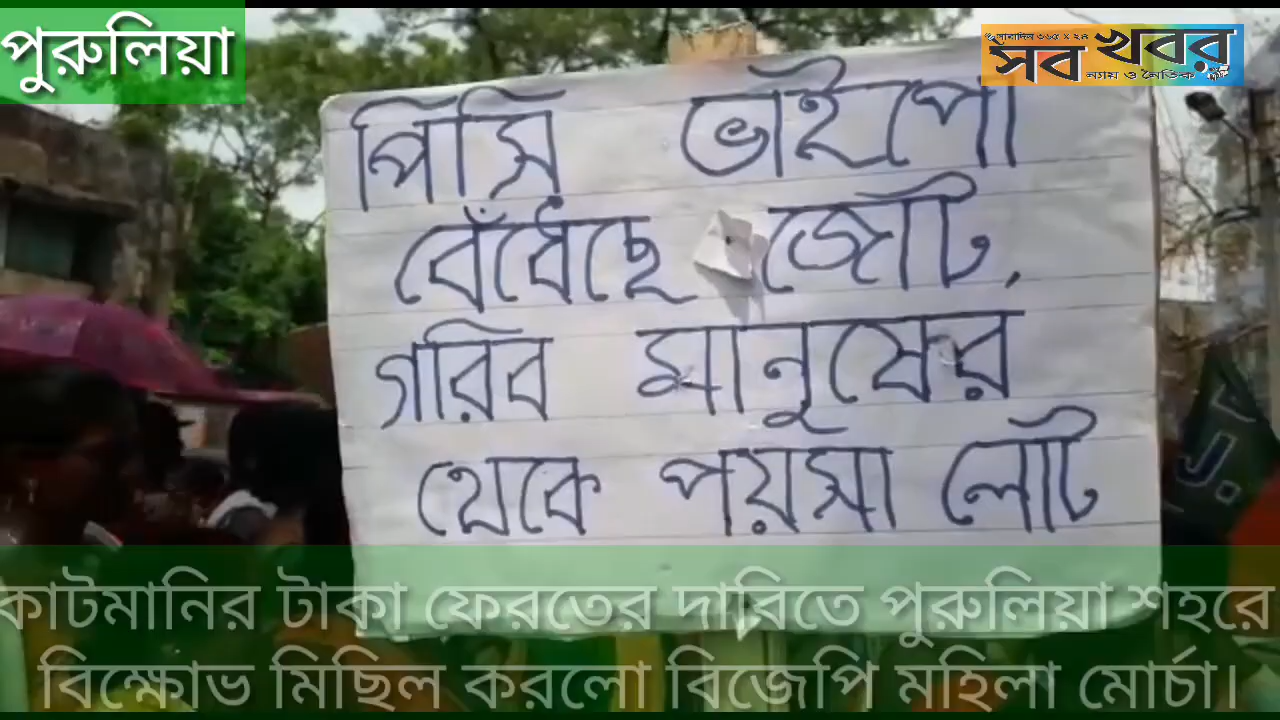 পুরুলিয়া
সব খবর
ন্যায় ও নৈতিক
পিসি ভাইপো
বেঁধেছে জোট,
গরিব মানুষের
থেকে পয়সা লোট
J.
কাটমানির টাকা ফেরতের দাবিতে পুরুলিয়া শহরে
বিক্ষোভ মিছিল করলো বিজেপি মহিলা মোর্চা।